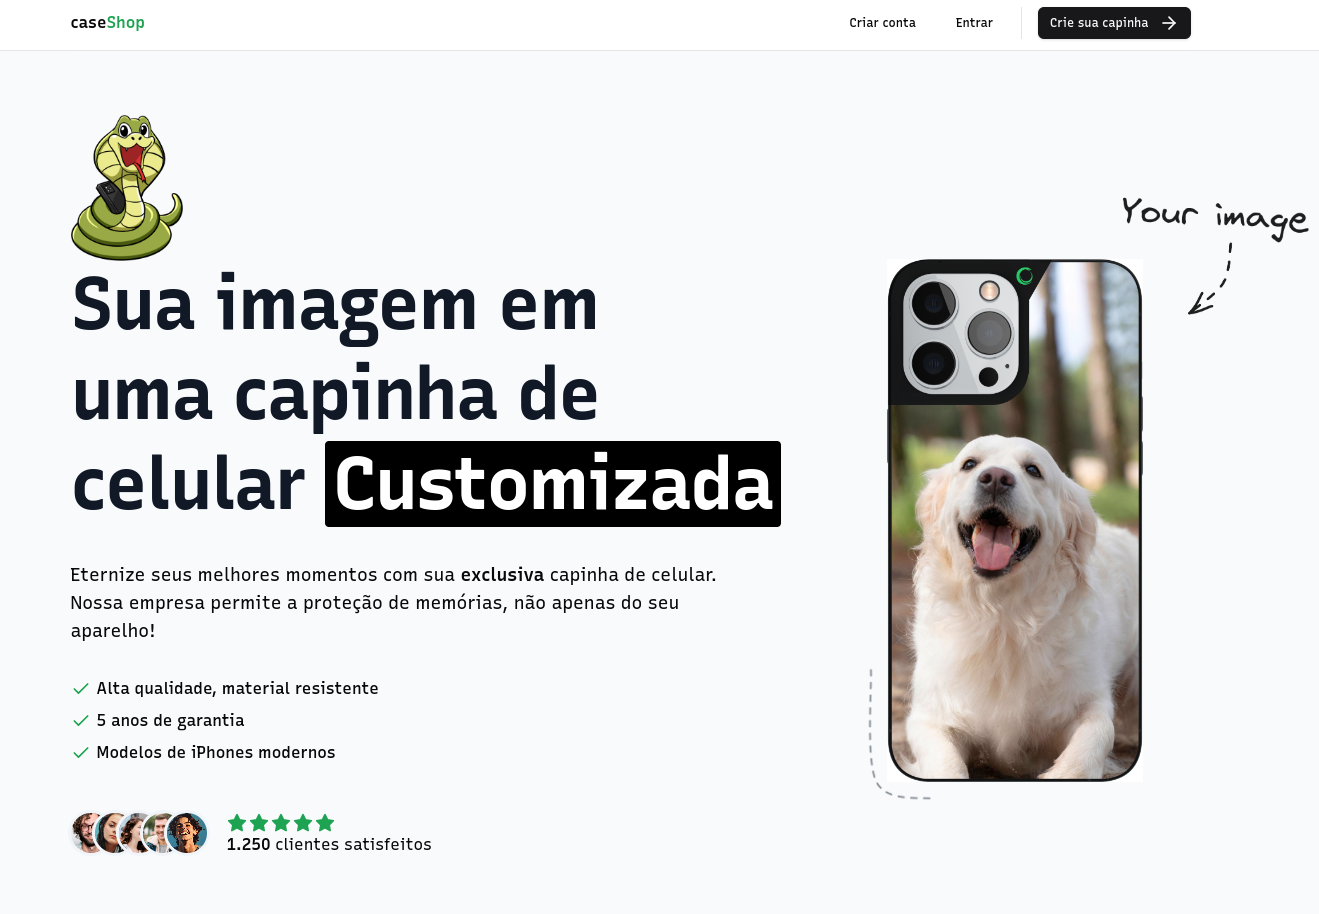 caseShop
Criar conta
Entrar
Crie sua capinha
Your image
Sua imagem em
uma capinha de
celular Customizada
Eternize seus melhores momentos com sua exclusiva capinha de celular.
Nossa empresa permite a proteção de memórias, não apenas do seu
aparelho!
Alta qualidade, material resistente
5 anos de garantia
Modelos de iPhones modernos
1.250 clientes satisfeitos